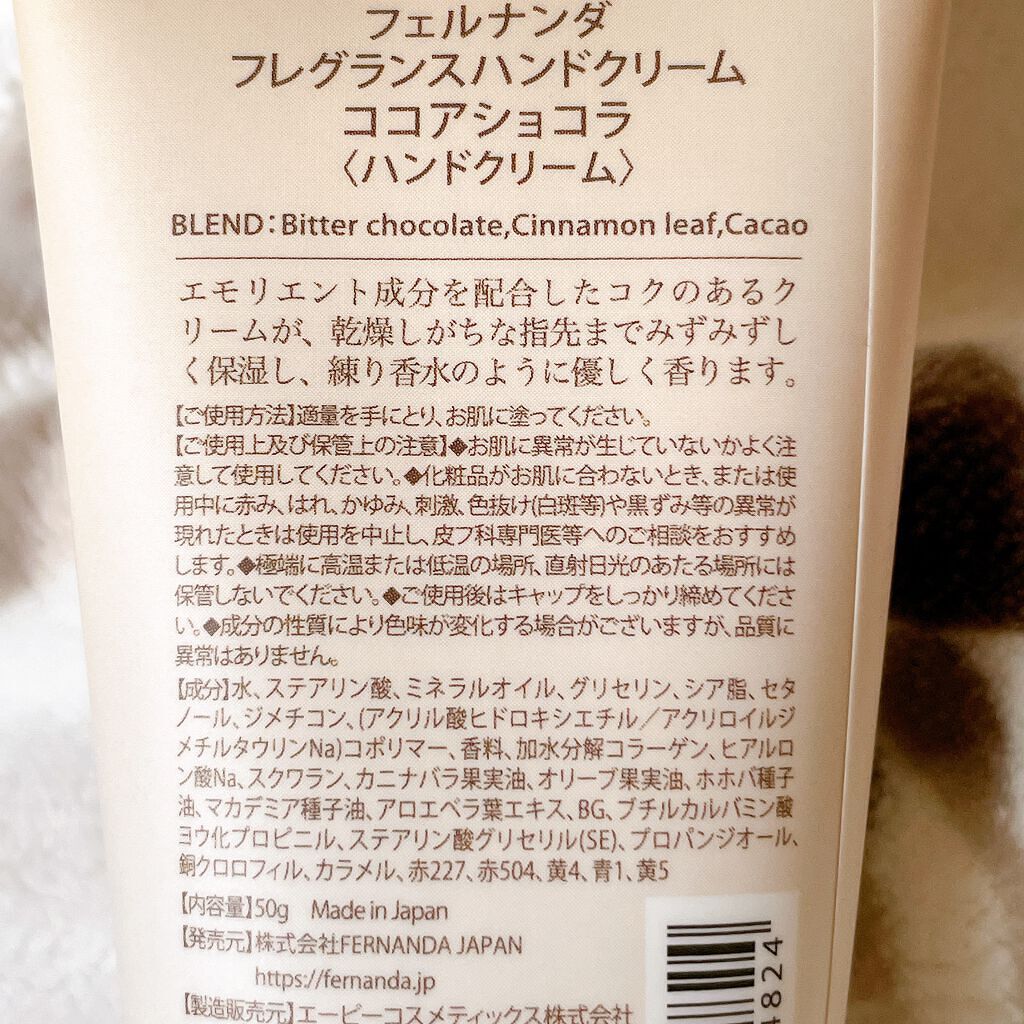 フェルナンダ
フレグランスハンドクリーム
ココアショコラ
〈ハンドクリーム〉
BLEND:Bitter chocolate,Cinnamon leaf,Cacao
エモリエント成分を配合したコクのあるク
リームが、乾燥しがちな指先までみずみずし
く保湿し、練り香水のように優しく香ります。
【ご使用方法】適量を手にとり、お肌に塗ってください。
【ご使用上及び保管上の注意】◆お肌に異常が生じていないかよく注
意して使用してください。◆化粧品がお肌に合わないとき、または使
用中に赤み、はれ、かゆみ、刺激、色抜け(白斑等)や黒ずみ等の異常が
現れたときは使用を中止し、皮フ科専門医等へのご相談をおすすめ
します。◆極端に高温または低温の場所、直射日光のあたる場所には
保管しないでください。◆ご使用後はキャップをしっかり締めてくださ
い。◆成分の性質により色味が変化する場合がございますが、品質に
異常はありません。
【成分】水、ステアリン酸、ミネラルオイル、グリセリン、シア脂、セタ
ノール、ジメチコン、(アクリル酸ヒドロキシエチル／アクリロイルジ
メチルタウリンNa)コポリマー、香料、加水分解コラーゲン、ヒアルロ
ン酸Na、スクワラン、カニナバラ果実油、オリーブ果実油、ホホバ種子
油、マカデミア種子油、アロエベラ葉エキス、BG、ブチルカルバミン酸
ヨウ化プロピニル、ステアリン酸グリセリル(SE)、プロパンジオール、
銅クロロフィル、カラメル、赤227、赤504、黄4、青1、黄5
【内容量】50g Made in Japan
【発売元】株式会社FERNANDA JAPAN
https://fernanda.jp
【製造販売元】エーピーコスメティックス株式会社
4824